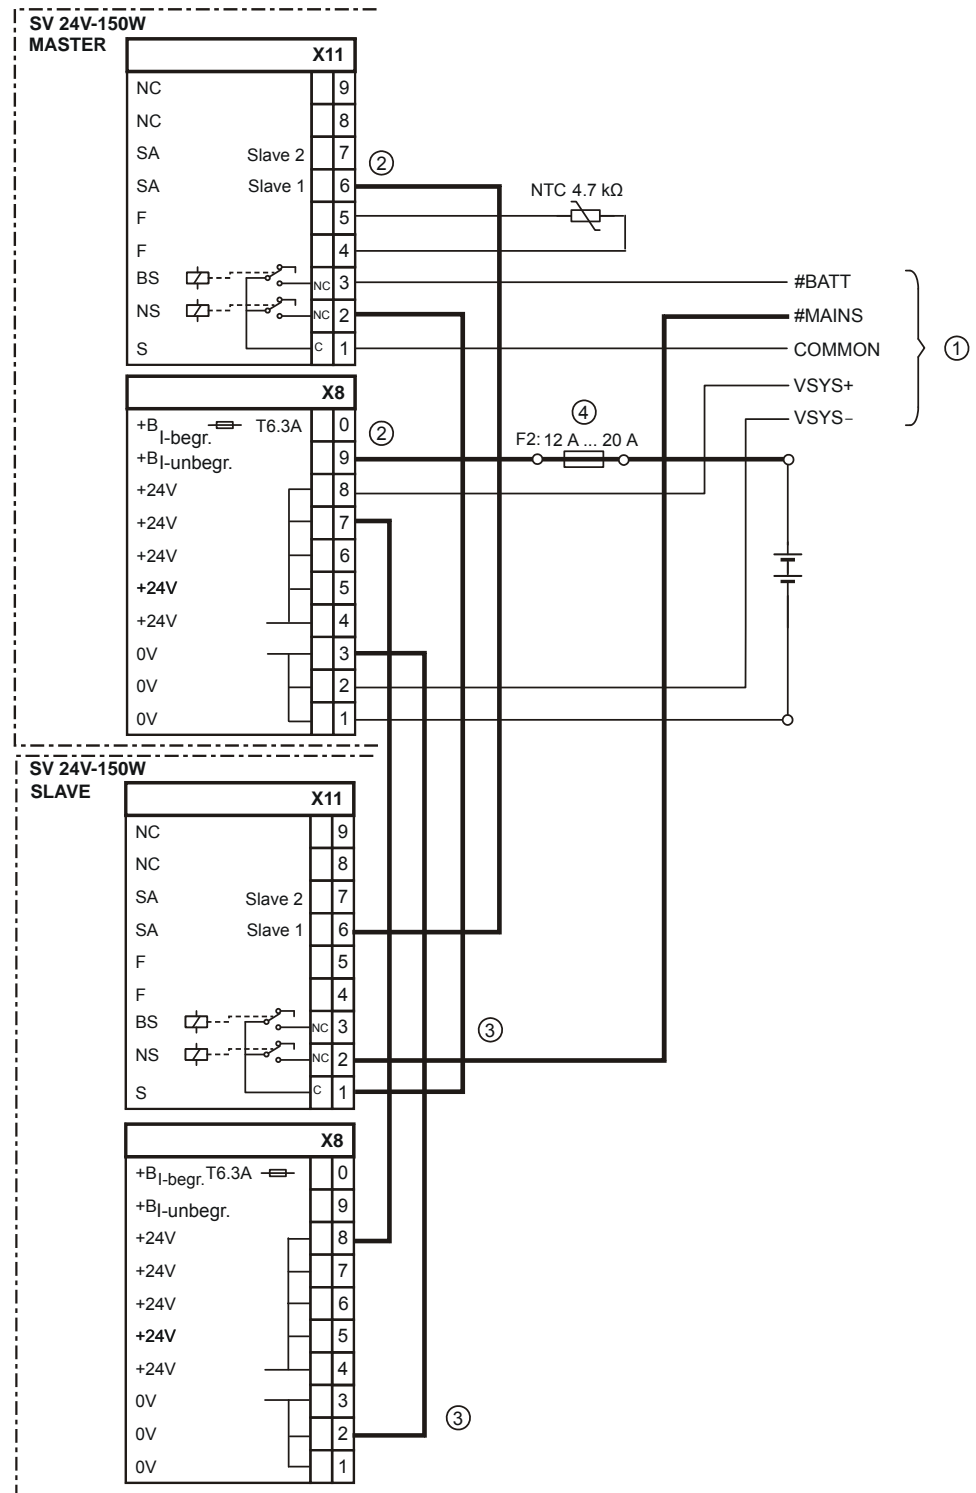 SV 24V-150W
MASTER
X11
NC 9
NC 8
SA Slave 2 7 ②
SA Slave 1 6
NTC 4.7 kΩ
F 5
F 4
BS NC 3 #BATT
NS NC 2 #MAINS
S C 1 COMMON ①
X8
VSYS+
+B I-begr. T6.3A 0 ② ④ VSYS−
F2: 12 A ... 20 A
+B I-unbegr. 9
+24V 8
+24V 7
+24V 6
+24V 5
+24V 4
0V 3
0V 2
0V 1
SV 24V-150W
SLAVE
X11
NC 9
NC 8
SA Slave 2 7
SA Slave 1 6
F 5
F 4
BS NC 3 ③
NS NC 2
S C 1
X8
+B I-begr. T6.3A 0
+B I-unbegr. 9
+24V 8
+24V 7
+24V 6
+24V 5
+24V 4
0V 3
0V 2 ③
0V 1